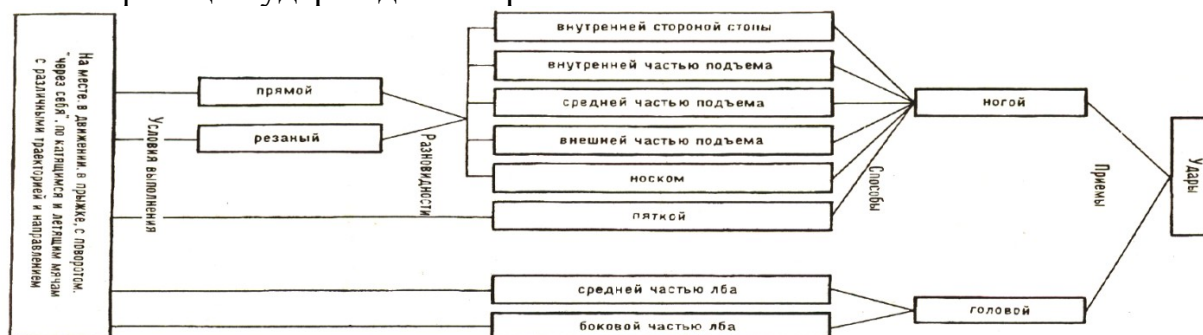 внутренней стороной стопы
внутренней частью подъема
средней частью подъема
внешней частью подъема
носком
пяткой
средней частью лба
боковой частью лба
прямой
резаный
ногой
головой
Удары
Приемы
Способы
Разновидности
Условия выполнения
На месте, в движении, в прыжке, с поворотом,
"через себя", по катящимся и летящим мячам
с различными траекторией и направлением